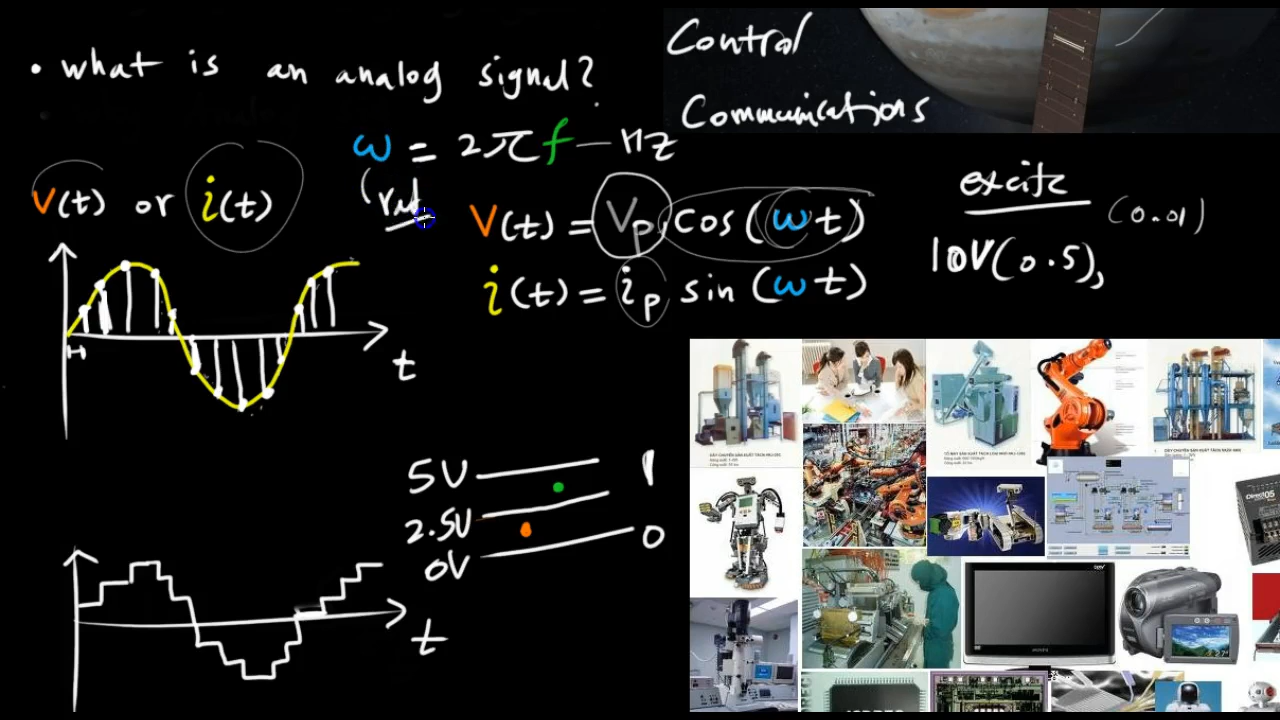 • what is an analog signal?
Control
Communications
ω = 2πf — Hz
(rad
v(t) or i(t)
v(t) = Vp cos(ωt)
i(t) = ip sin(ωt)
excite
(0.01)
10V(0.5),
t
5V
1
2.5V
0V
0
t